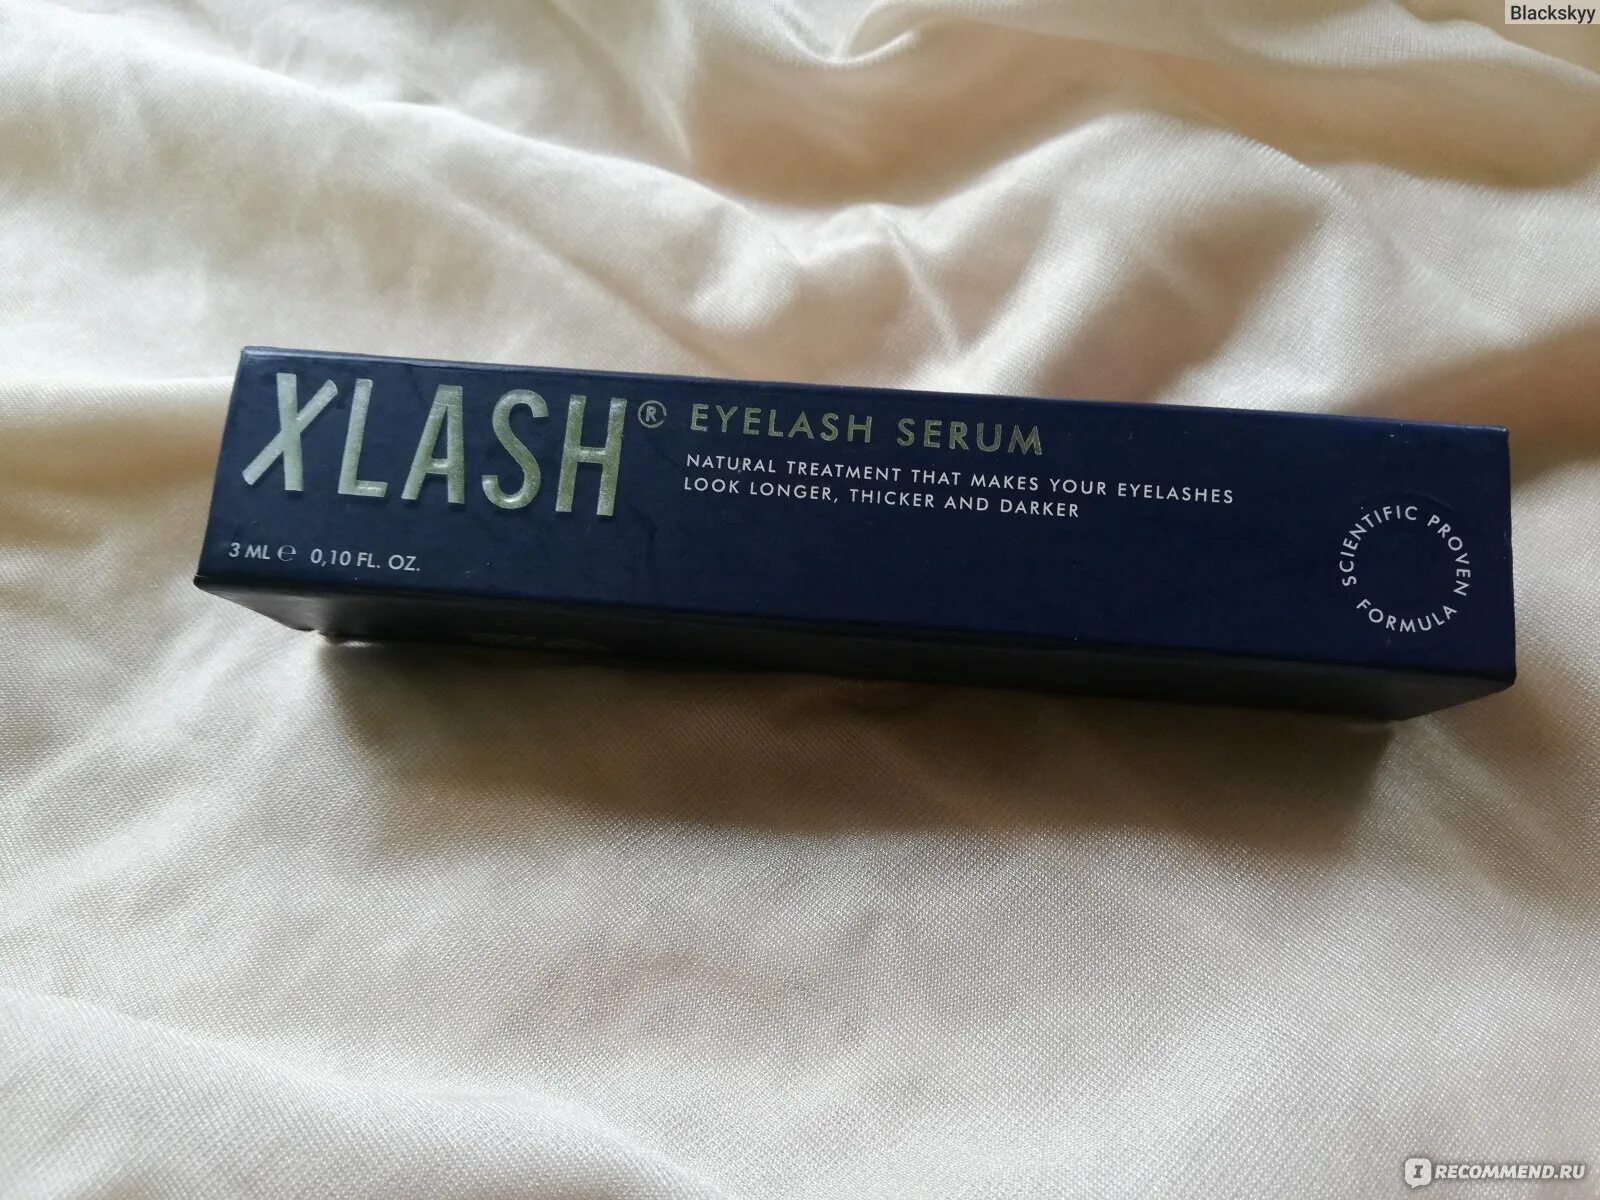 Blackskyy
XLASH® EYELASH SERUM
NATURAL TREATMENT THAT MAKES YOUR EYELASHES
LOOK LONGER, THICKER AND DARKER
3 ML ℮ 0,10 FL. OZ.
SCIENTIFIC PROVEN FORMULA
IRECOMMEND.RU